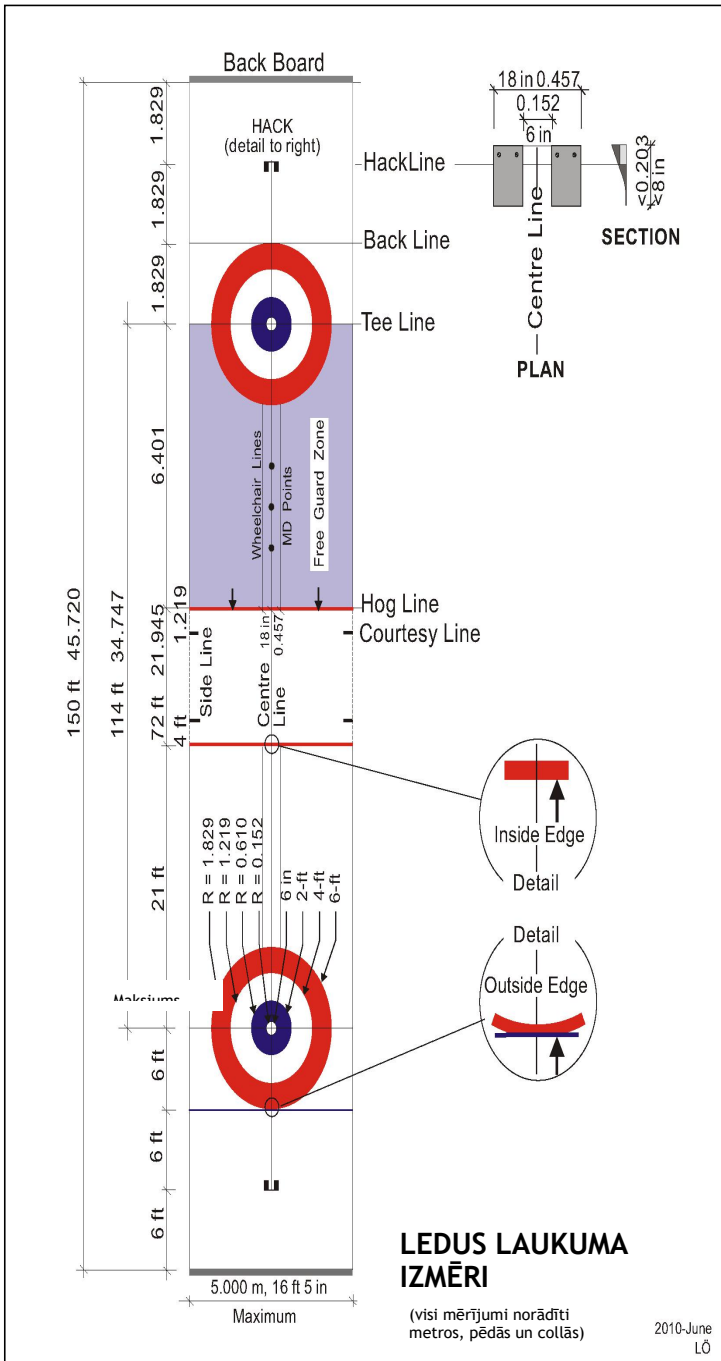 Back Board
HACK
(detail to right)
HackLine
Back Line
Tee Line
Hog Line
Courtesy Line
18 in 0.457
0.152
6 in
<0.203
<8 in
SECTION
Centre Line
PLAN
1.829
1.829
1.829
6.401
1.219
150 ft 45.720
114 ft 34.747
72 ft 21.945
4 ft
21 ft
6 ft
6 ft
6 ft
Wheelchair Lines
MD Points
Free Guard Zone
Side Line
Centre
Line
18 in
0.457
R = 1.829
R = 1.219
R = 0.610
R = 0.152
6 in
2-ft
4-ft
6-ft
Inside Edge
Detail
Detail
Outside Edge
5.000 m, 16 ft 5 in
Maximum
LEDUS LAUKUMA
IZMĒRI
(visi mērījumi norādīti
metros, pēdās un collās)
2010-June
LÖ